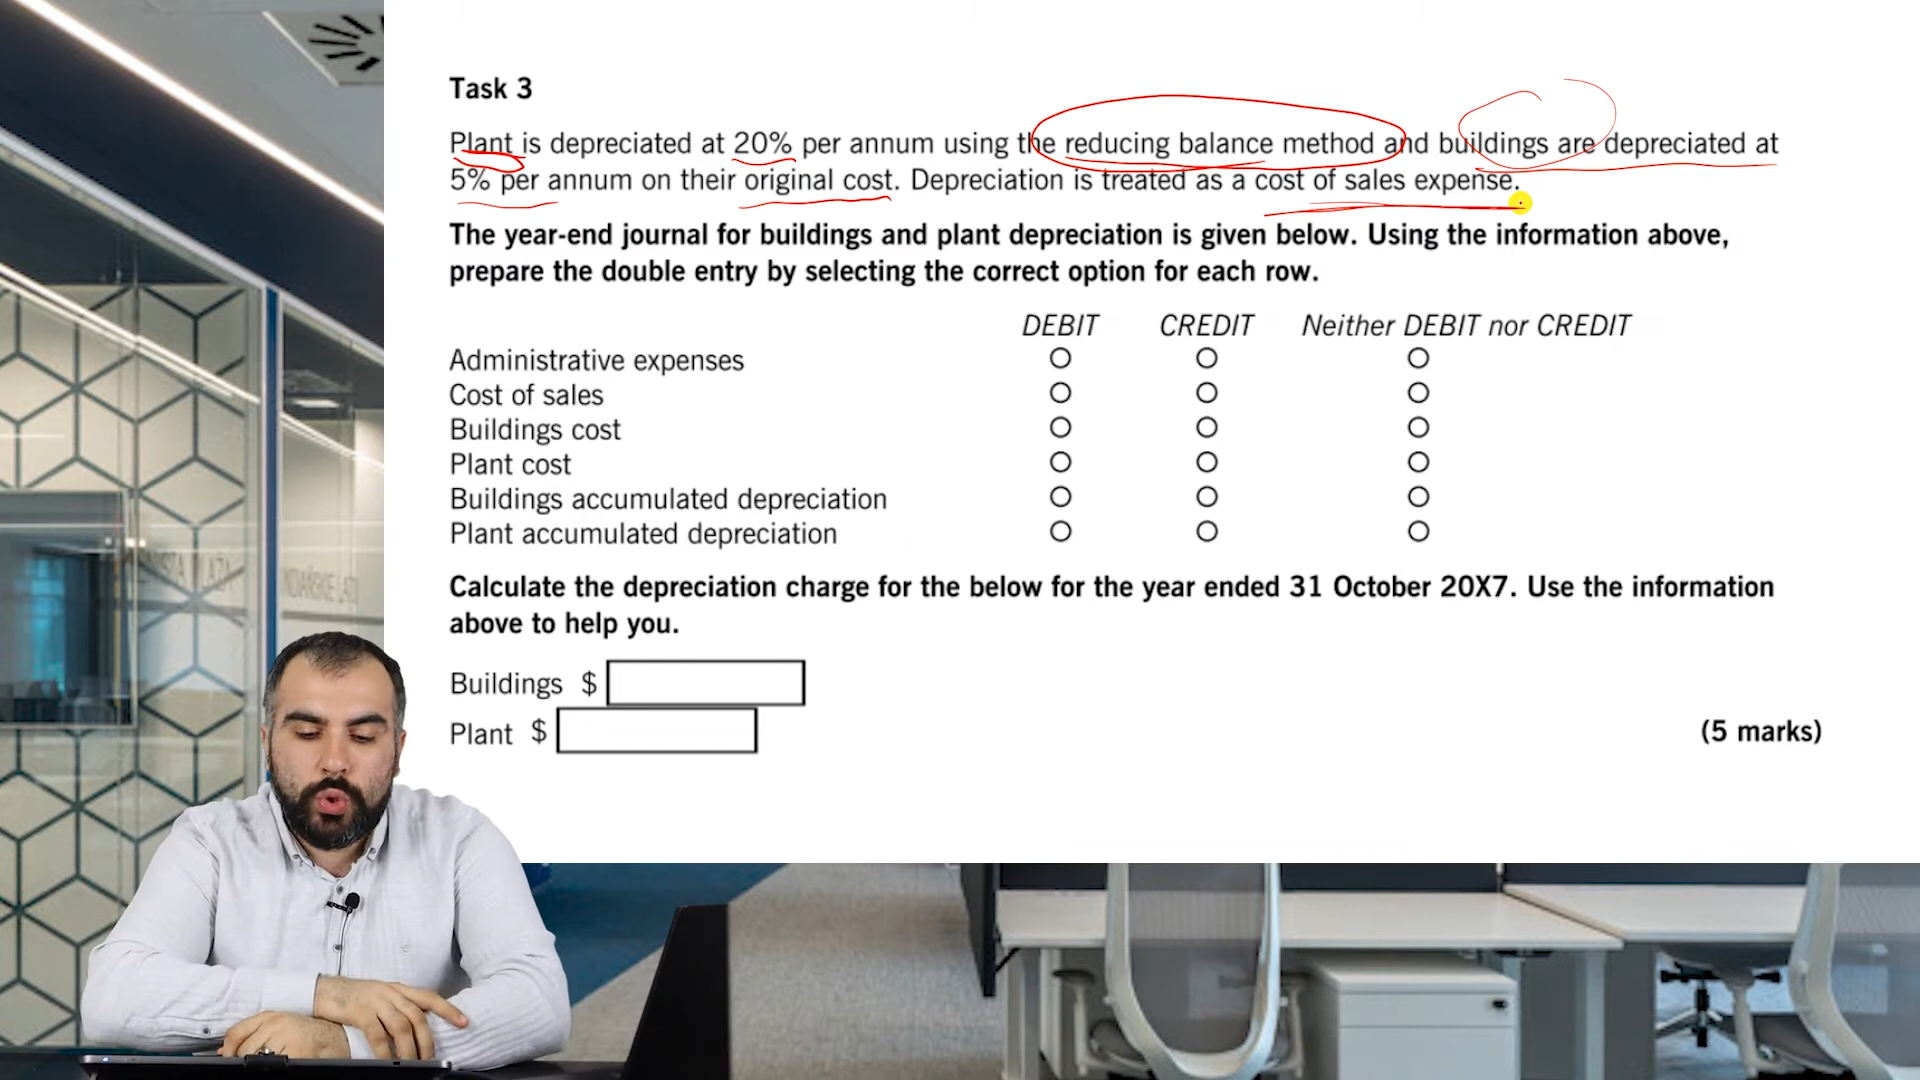 Task 3
Plant is depreciated at 20% per annum using the reducing balance method and buildings are depreciated at
5% per annum on their original cost. Depreciation is treated as a cost of sales expense.
The year-end journal for buildings and plant depreciation is given below. Using the information above,
prepare the double entry by selecting the correct option for each row.
DEBIT CREDIT Neither DEBIT nor CREDIT
Administrative expenses
Cost of sales
Buildings cost
Plant cost
Buildings accumulated depreciation
Plant accumulated depreciation
Calculate the depreciation charge for the below for the year ended 31 October 20X7. Use the information
above to help you.
Buildings $
Plant $
(5 marks)